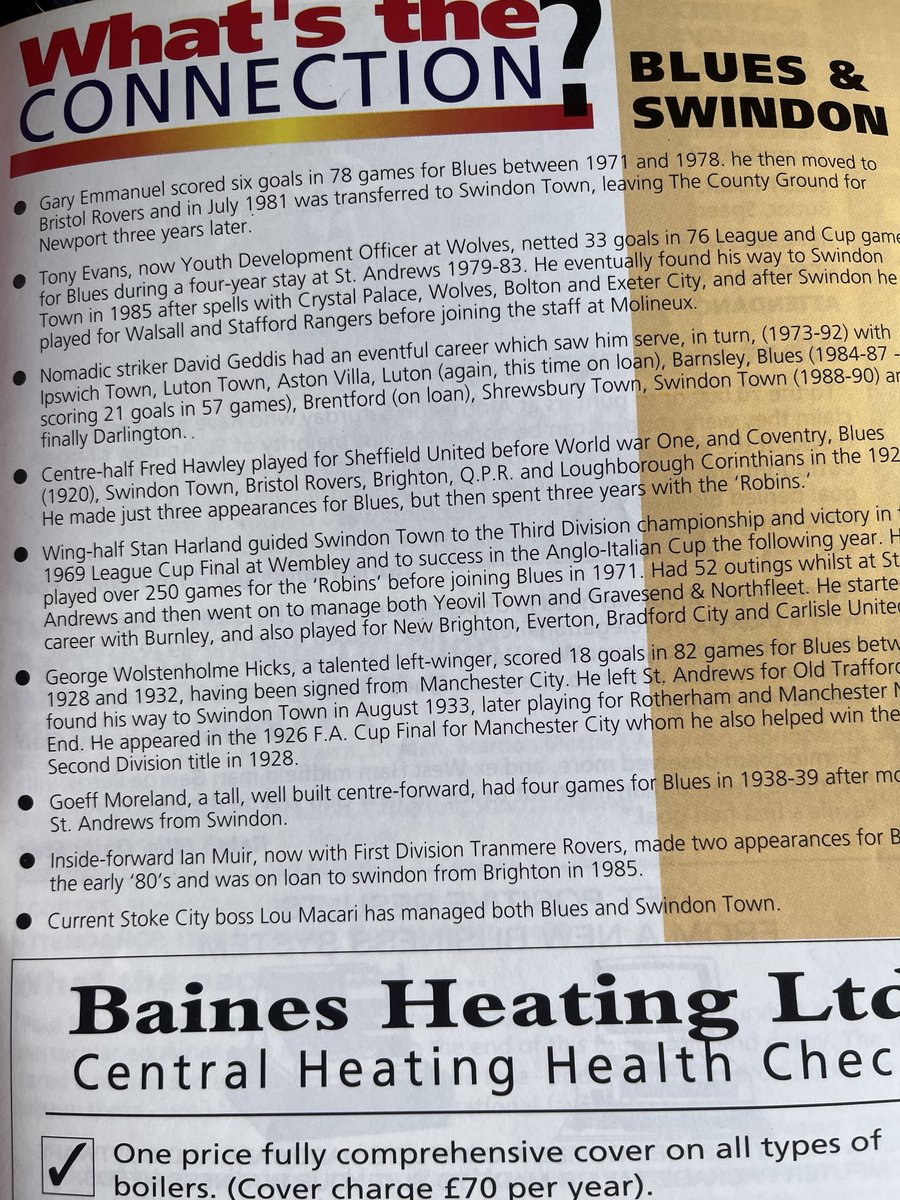 What's the
CONNECTION?
BLUES &
SWINDON
● Gary Emmanuel scored six goals in 78 games for Blues between 1971 and 1978. he then moved to
Bristol Rovers and in July 1981 was transferred to Swindon Town, leaving The County Ground for
Newport three years later.
● Tony Evans, now Youth Development Officer at Wolves, netted 33 goals in 76 League and Cup game
for Blues during a four-year stay at St. Andrews 1979-83. He eventually found his way to Swindon
Town in 1985 after spells with Crystal Palace, Wolves, Bolton and Exeter City, and after Swindon he
played for Walsall and Stafford Rangers before joining the staff at Molineux.
● Nomadic striker David Geddis had an eventful career which saw him serve, in turn, (1973-92) with
Ipswich Town, Luton Town, Aston Villa, Luton (again, this time on loan), Barnsley, Blues (1984-87 -
scoring 21 goals in 57 games), Brentford (on loan), Shrewsbury Town, Swindon Town (1988-90) an
finally Darlington. .
● Centre-half Fred Hawley played for Sheffield United before World war One, and Coventry, Blues
(1920), Swindon Town, Bristol Rovers, Brighton, Q.P.R. and Loughborough Corinthians in the 192
He made just three appearances for Blues, but then spent three years with the ‘Robins.’
● Wing-half Stan Harland guided Swindon Town to the Third Division championship and victory in t
1969 League Cup Final at Wembley and to success in the Anglo-Italian Cup the following year. H
played over 250 games for the ‘Robins’ before joining Blues in 1971. Had 52 outings whilst at St
Andrews and then went on to manage both Yeovil Town and Gravesend & Northfleet. He starte
career with Burnley, and also played for New Brighton, Everton, Bradford City and Carlisle United
● George Wolstenholme Hicks, a talented left-winger, scored 18 goals in 82 games for Blues betw
1928 and 1932, having been signed from Manchester City. He left St. Andrews for Old Trafford
found his way to Swindon Town in August 1933, later playing for Rotherham and Manchester N
End. He appeared in the 1926 F.A. Cup Final for Manchester City whom he also helped win the
Second Division title in 1928.
● Goeff Moreland, a tall, well built centre-forward, had four games for Blues in 1938-39 after mo
St. Andrews from Swindon.
● Inside-forward Ian Muir, now with First Division Tranmere Rovers, made two appearances for B
the early ‘80’s and was on loan to swindon from Brighton in 1985.
● Current Stoke City boss Lou Macari has managed both Blues and Swindon Town.
Baines Heating Ltd
Central Heating Health Chec
✓ One price fully comprehensive cover on all types of
boilers. (Cover charge £70 per year).